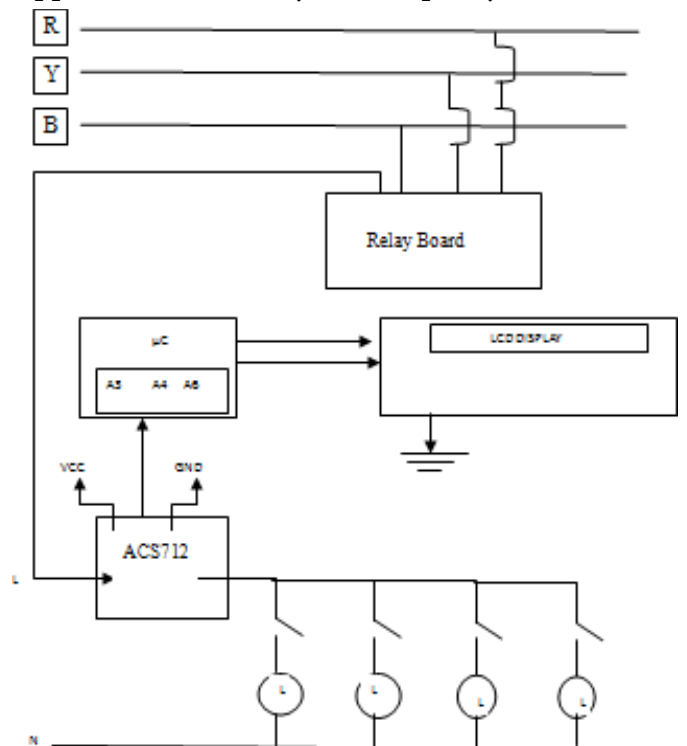 R
Y
B
Relay Board
µC
LCD DISPLAY
A3 A4 A6
VCC GND
ACS712
L
L L L L
N